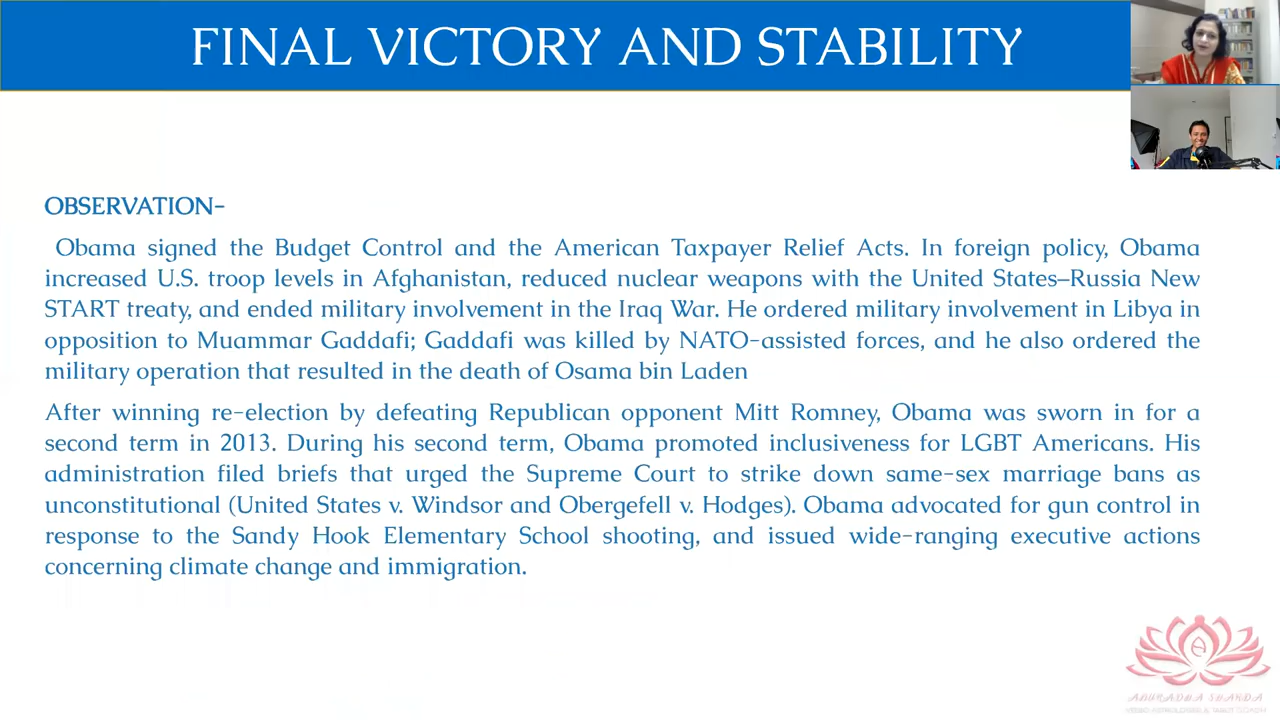 FINAL VICTORY AND STABILITY
OBSERVATION-
Obama signed the Budget Control and the American Taxpayer Relief Acts. In foreign policy, Obama
increased U.S. troop levels in Afghanistan, reduced nuclear weapons with the United States–Russia New
START treaty, and ended military involvement in the Iraq War. He ordered military involvement in Libya in
opposition to Muammar Gaddafi; Gaddafi was killed by NATO-assisted forces, and he also ordered the
military operation that resulted in the death of Osama bin Laden
After winning re-election by defeating Republican opponent Mitt Romney, Obama was sworn in for a
second term in 2013. During his second term, Obama promoted inclusiveness for LGBT Americans. His
administration filed briefs that urged the Supreme Court to strike down same-sex marriage bans as
unconstitutional (United States v. Windsor and Obergefell v. Hodges). Obama advocated for gun control in
response to the Sandy Hook Elementary School shooting, and issued wide-ranging executive actions
concerning climate change and immigration.
ANURADHA SHARDA